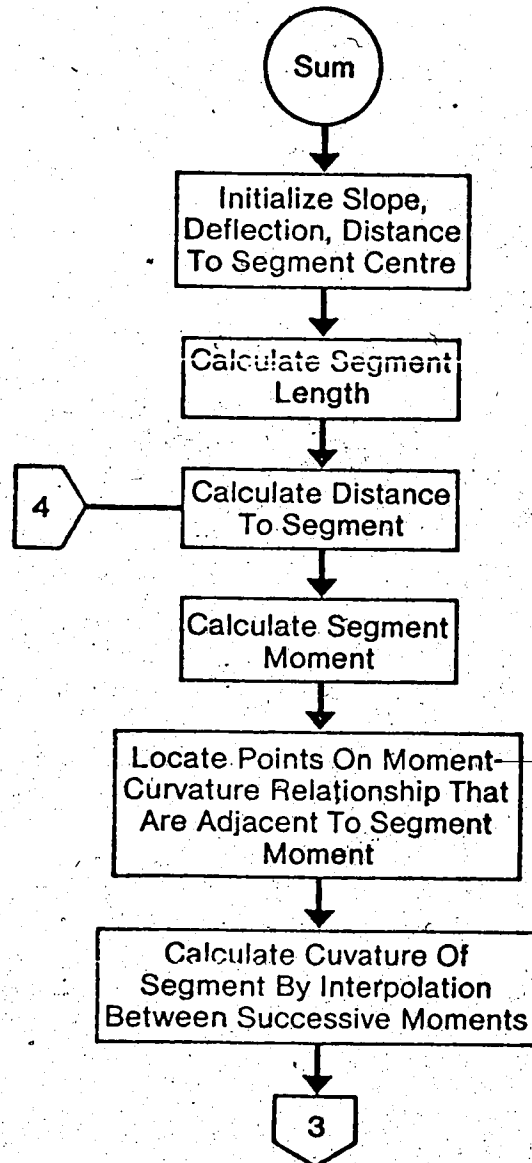 Sum
Initialize Slope,
Deflection, Distance
To Segment Centre
Calculate Segment
Length
4
Calculate Distance
To Segment
Calculate Segment
Moment
Locate Points On Moment-
Curvature Relationship That
Are Adjacent To Segment
Moment
Calculate Cuvature Of
Segment By Interpolation
Between Successive Moments
3